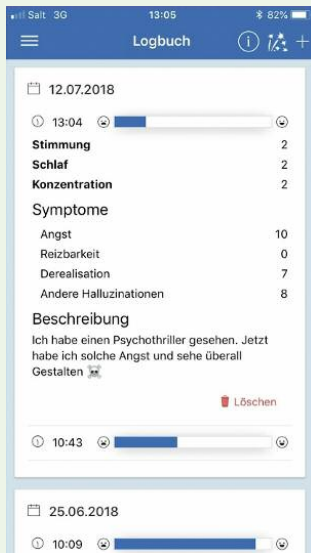 Salt 3G 13:05 82%
Logbuch
12.07.2018
13:04
Stimmung 2
Schlaf 2
Konzentration 2
Symptome
Angst 10
Reizbarkeit 0
Derealisation 7
Andere Halluzinationen 8
Beschreibung
Ich habe einen Psychothriller gesehen. Jetzt
habe ich solche Angst und sehe überall
Gestalten ☠️
Löschen
10:43
25.06.2018
10:09